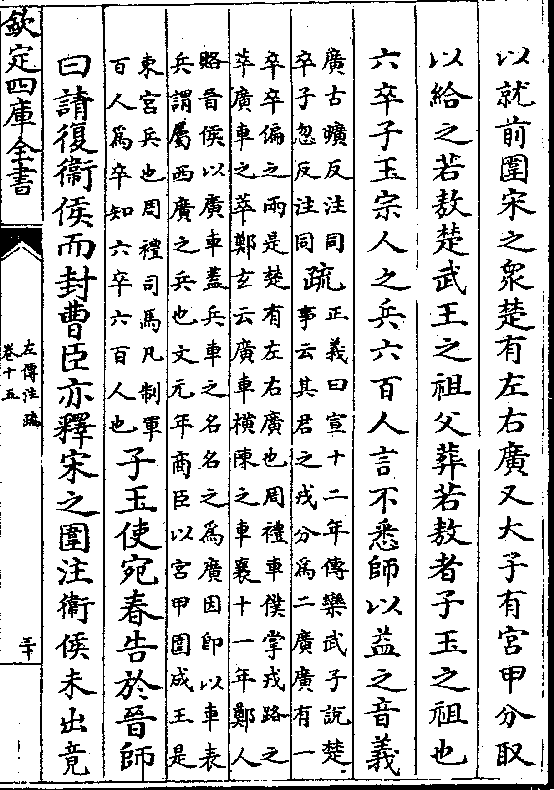 以就前圍宋之衆楚有左右廣又大子有宮甲分取
以給之若敖楚武王之祖父葬若敖者子玉之祖也
六卒子玉宗人之兵六百人言不悉師以益之音義
廣古曠反注同
卒子忽反注同
疏
正義曰宣十二年傳欒武子說楚
事云其君之戎分爲二廣廣有一
卒卒偏之兩是楚有左右廣也周禮車僕掌戎路之
萃廣車之萃鄭玄云廣車橫陳之車襄十一年鄭人
賂晉侯以廣車蓋兵車之名名之爲廣因即以車表
兵謂屬西廣之兵也文元年商臣以宮甲圍成王是
東宮兵也周禮司馬凡制軍
百人爲卒知六卒六百人也
子玉使宛春告於晉師
曰請復衞侯而封曹臣亦釋宋之圍注衞侯未出竟
欽定四庫全書
左傳注疏
卷十五